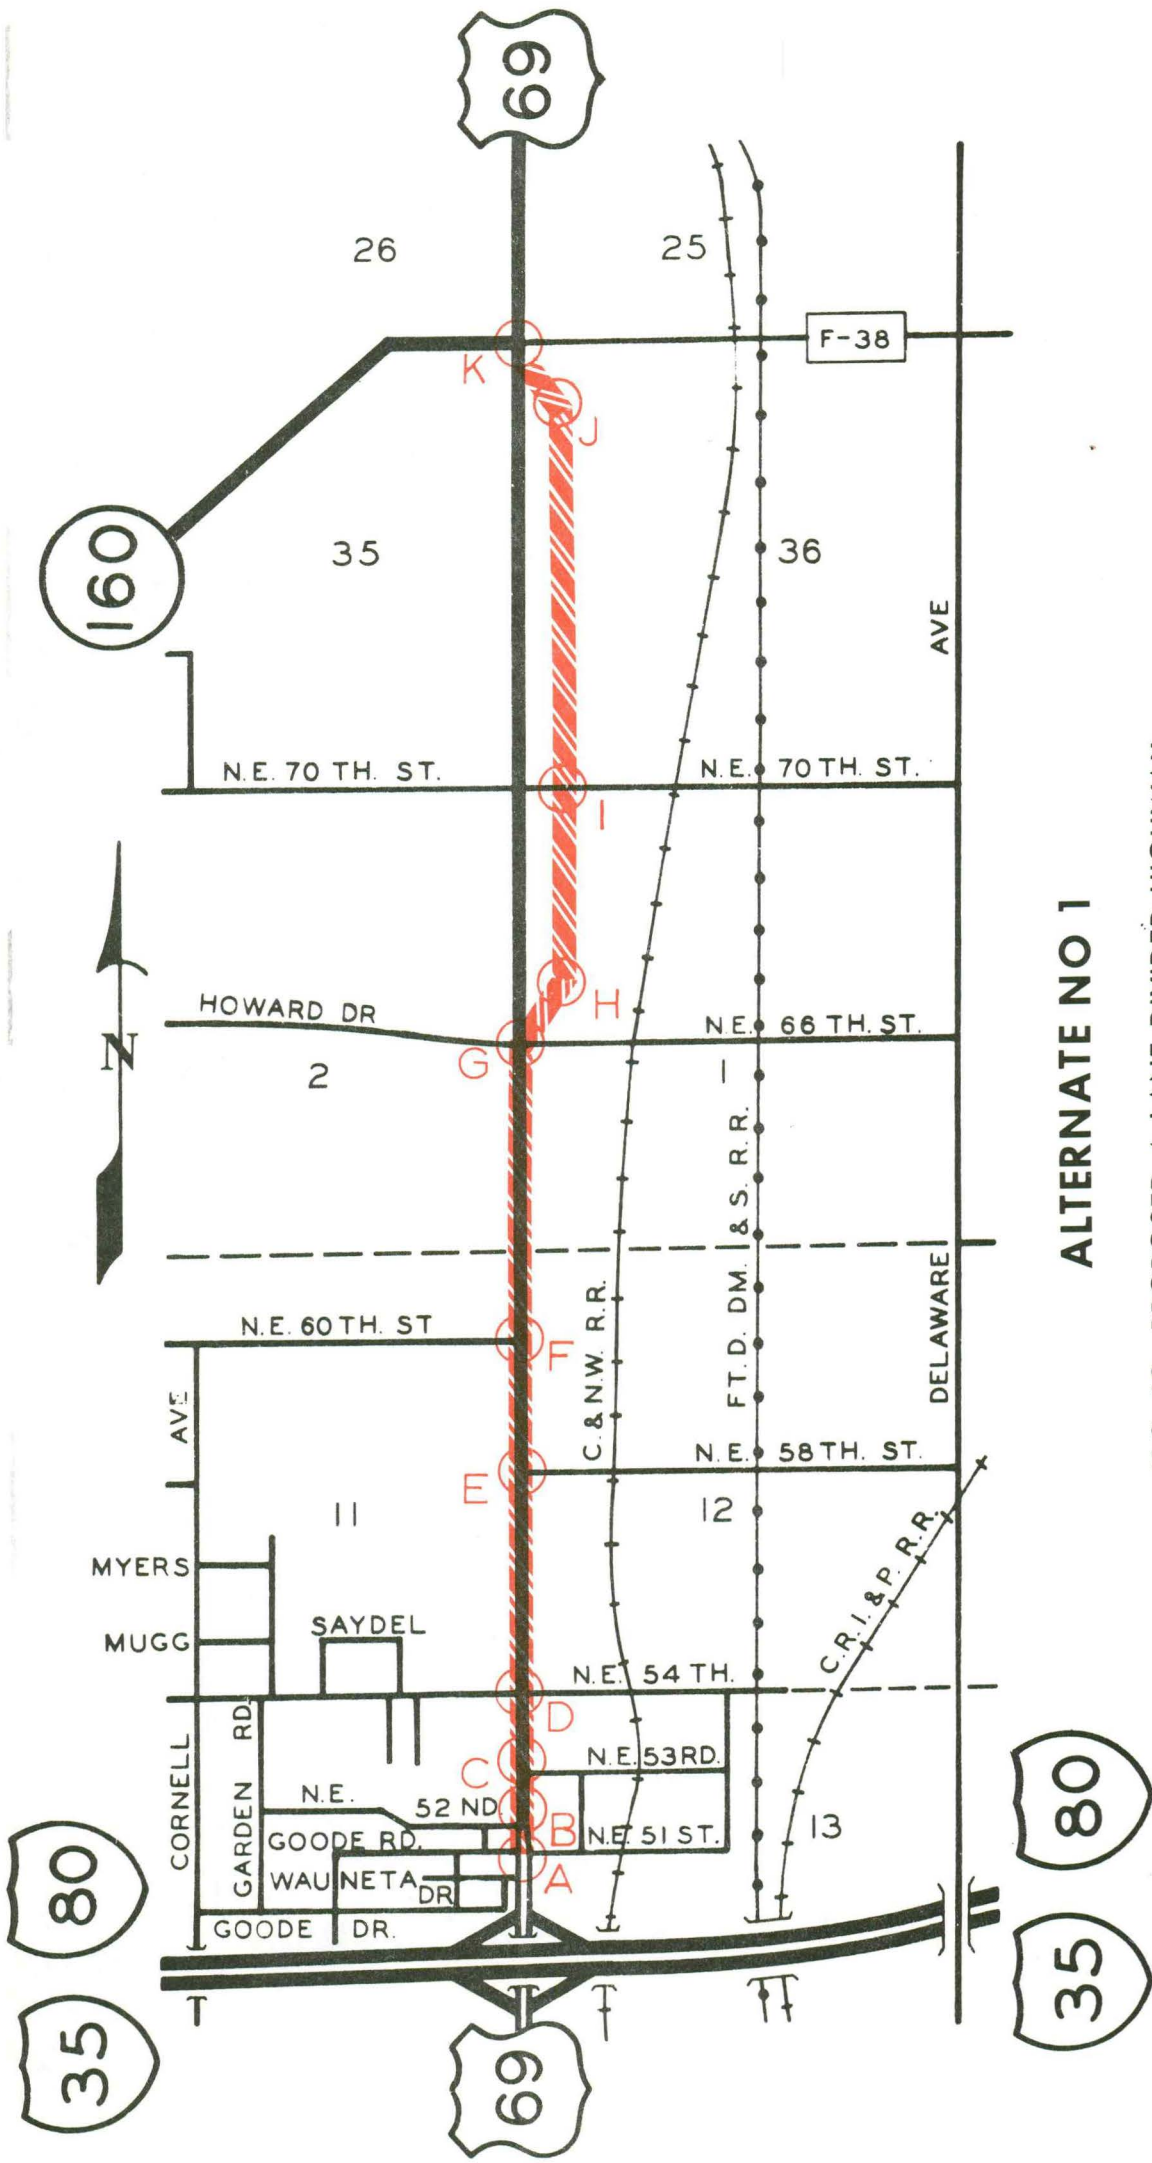 69
26
25
K
F-38
J
160
35
36
AVE
N.E. 70 TH. ST.
N.E. 70 TH. ST.
I
N
H
HOWARD DR
N.E. 66 TH. ST.
G
2
1
FT. D. DM. & S. R.R.
C. & N.W. R.R.
DELAWARE
N.E. 60 TH. ST
F
AVE
N.E. 58 TH. ST.
E
11
12
MYERS
MUGG
SAYDEL
C.R.I. & P. R.R.
N.E. 54 TH.
D
CORNELL
GARDEN RD.
C
N.E. 53 RD.
N.E. 52 ND.
B
GOODE RD.
N.E. 51 ST.
13
WAUNETA DR
A
GOODE DR.
80
80
35
35
69
ALTERNATE NO 1